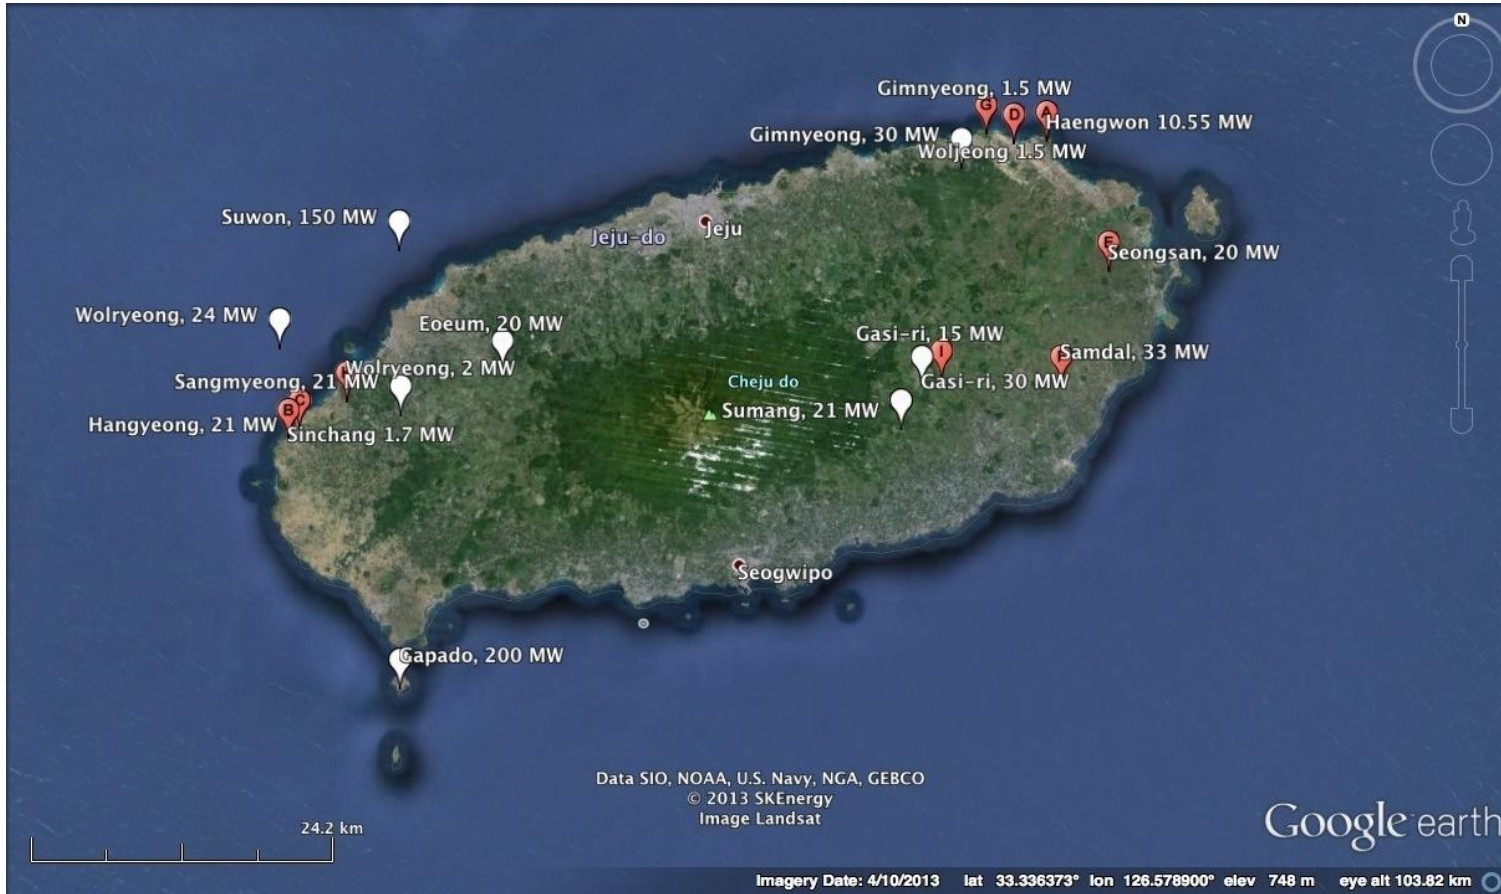 N
Gimnyeong, 1.5 MW
G
D
A
Haengwon 10.55 MW
Gimnyeong, 30 MW
Woljeong 1.5 MW
Suwon, 150 MW
Jeju-do
Jeju
E
Seongsan, 20 MW
Wolryeong, 24 MW
Eoeum, 20 MW
Gasi-ri, 15 MW
I
Samdal, 33 MW
Wolryeong, 2 MW
Sangmyeong, 21 MW
Cheju do
Gasi-ri, 30 MW
B
C
Sumang, 21 MW
Hangyeong, 21 MW
Sinchang 1.7 MW
Seogwipo
Gapado, 200 MW
Data SIO, NOAA, U.S. Navy, NGA, GEBCO
© 2013 SKEnergy
Image Landsat
24.2 km
Google earth
Imagery Date: 4/10/2013 lat 33.336373° lon 126.578900° elev 748 m eye alt 103.82 km